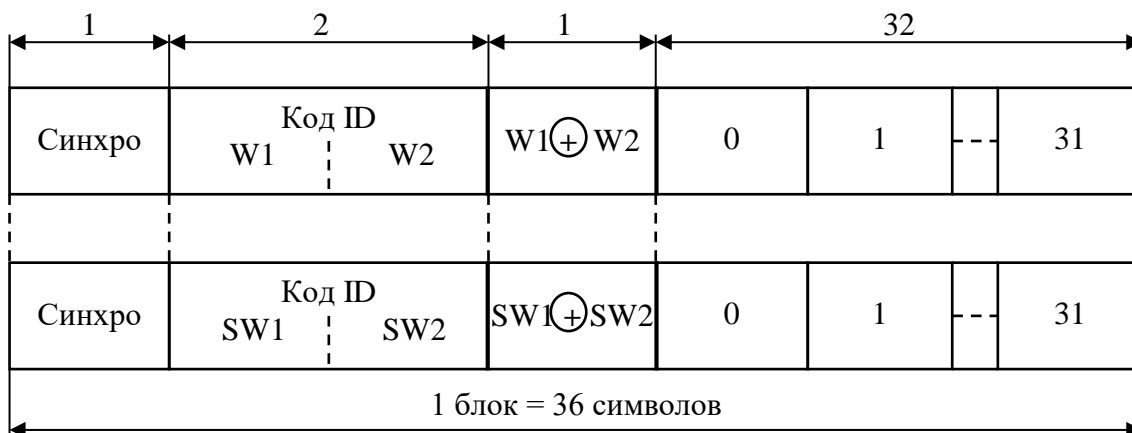 1 2 1 32
Синхро Код ID W1 W2 W1 + W2 0 1 31
Синхро Код ID SW1 SW2 SW1 + SW2 0 1 31
1 блок = 36 символов